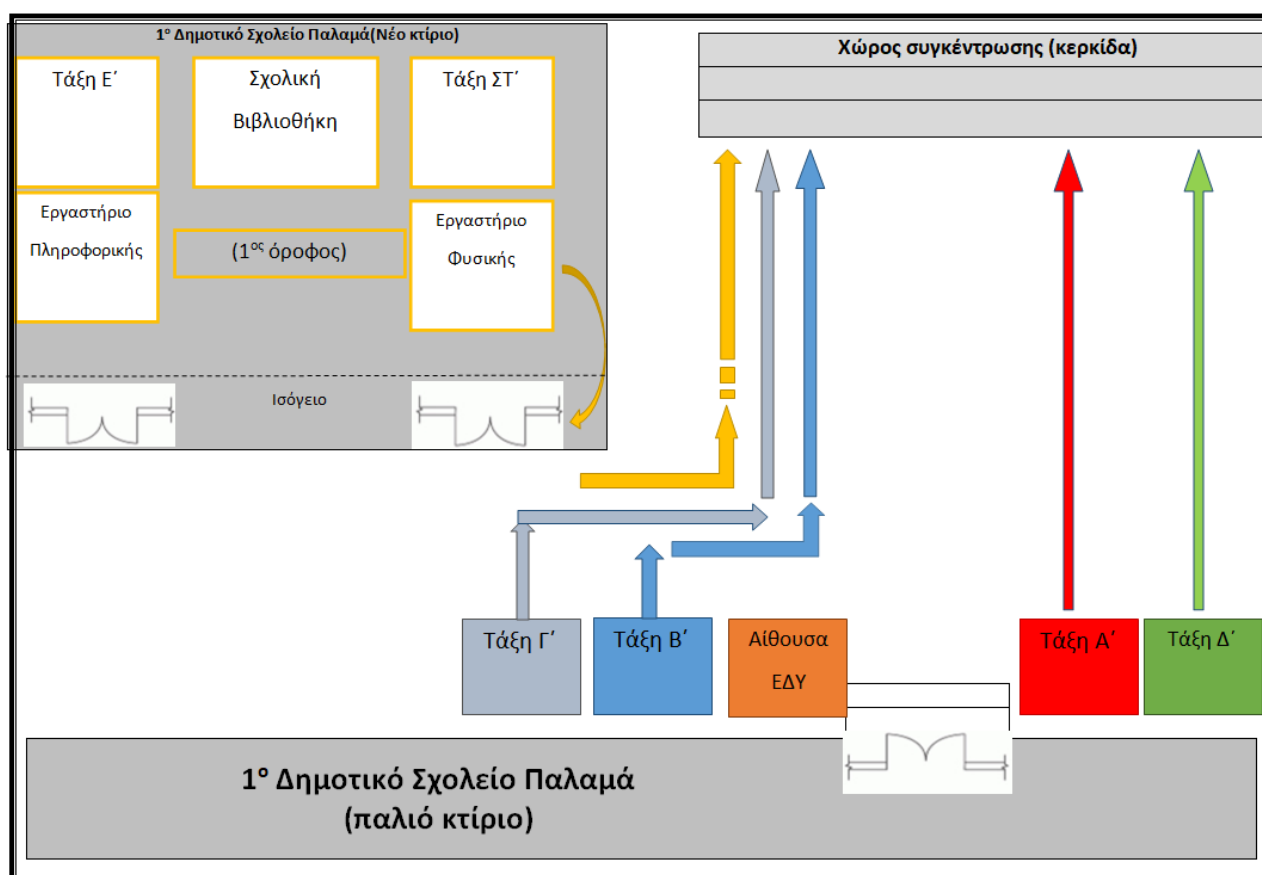 1ο Δημοτικό Σχολείο Παλαμά(Νέο κτίριο)
Τάξη Ε΄
Σχολική
Βιβλιοθήκη
Τάξη ΣΤ΄
Εργαστήριο
Πληροφορικής
(1ος όροφος)
Εργαστήριο
Φυσικής
Ισόγειο
Χώρος συγκέντρωσης (κερκίδα)
Τάξη Γ΄
Τάξη Β΄
Αίθουσα
ΕΔΥ
Τάξη Α΄
Τάξη Δ΄
1ο Δημοτικό Σχολείο Παλαμά
(παλιό κτίριο)